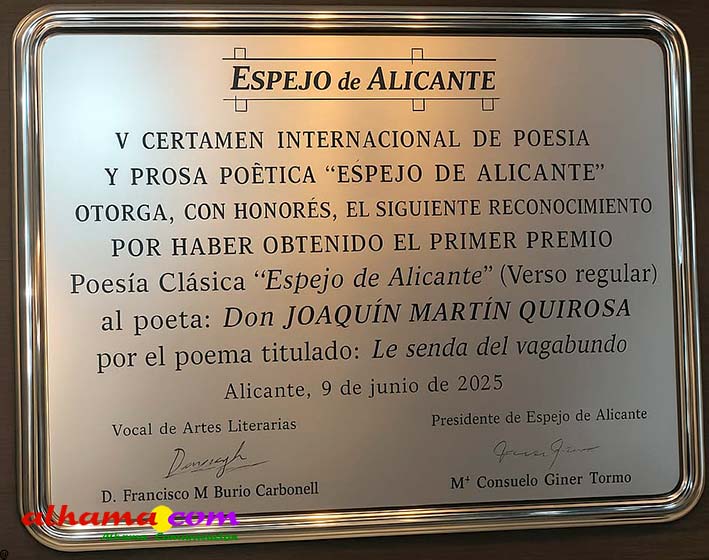 ESPEJO de ALICANTE
V CERTAMEN INTERNACIONAL DE POESIA
Y PROSA POÊTICA “ESPEJO DE ALICANTE”
OTORGA, CON HONORÉS, EL SIGUIENTE RECONOCIMIENTO
POR HABER OBTENIDO EL PRIMER PREMIO
Poesía Clásica “Espejo de Alicante” (Verso regular)
al poeta: Don JOAQUÍN MARTÍN QUIROSA
por el poema titulado: Le senda del vagabundo
Alicante, 9 de junio de 2025
Vocal de Artes Literarias
Presidente de Espejo de Alicante
D. Francisco M Burio Carbonell
Mª Consuelo Giner Tormo
alhama.com